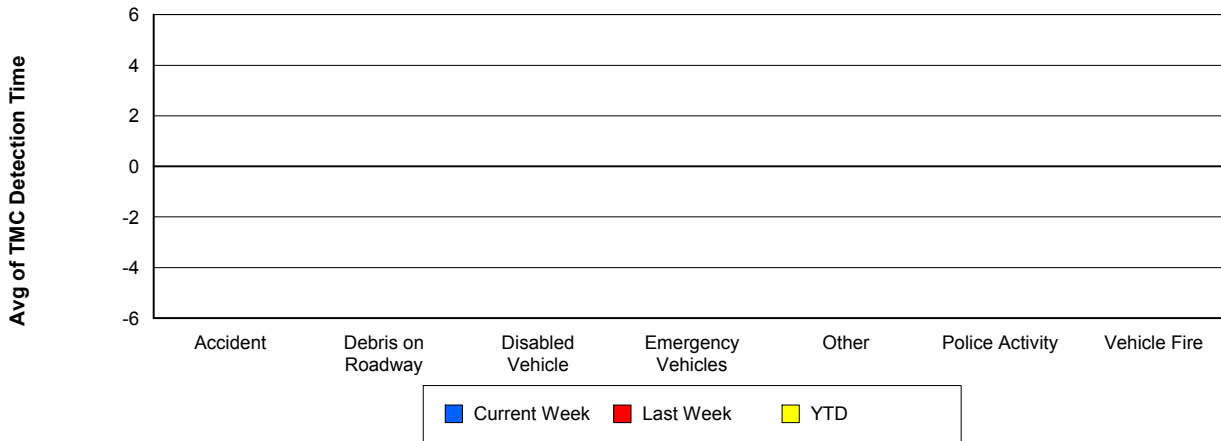 Avg of TMC Detection Time
6
4
2
0
-2
-4
-6
Accident
Debris on
Roadway
Disabled
Vehicle
Emergency
Vehicles
Other
Police Activity
Vehicle Fire
Current Week
Last Week
YTD